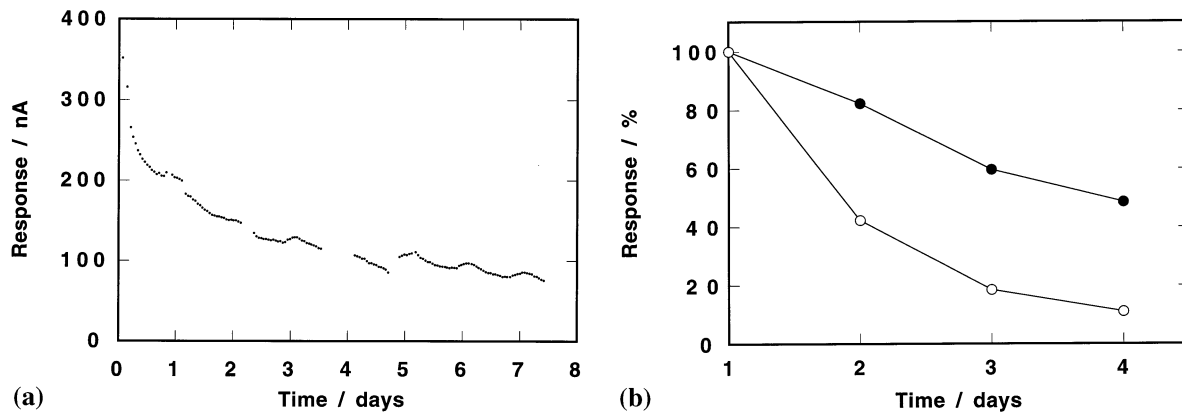 400
300
200
100
0
Response / nA
0 1 2 3 4 5 6 7 8
Time / days
(a)
100
80
60
40
20
0
Response / %
1 2 3 4
Time / days
(b)